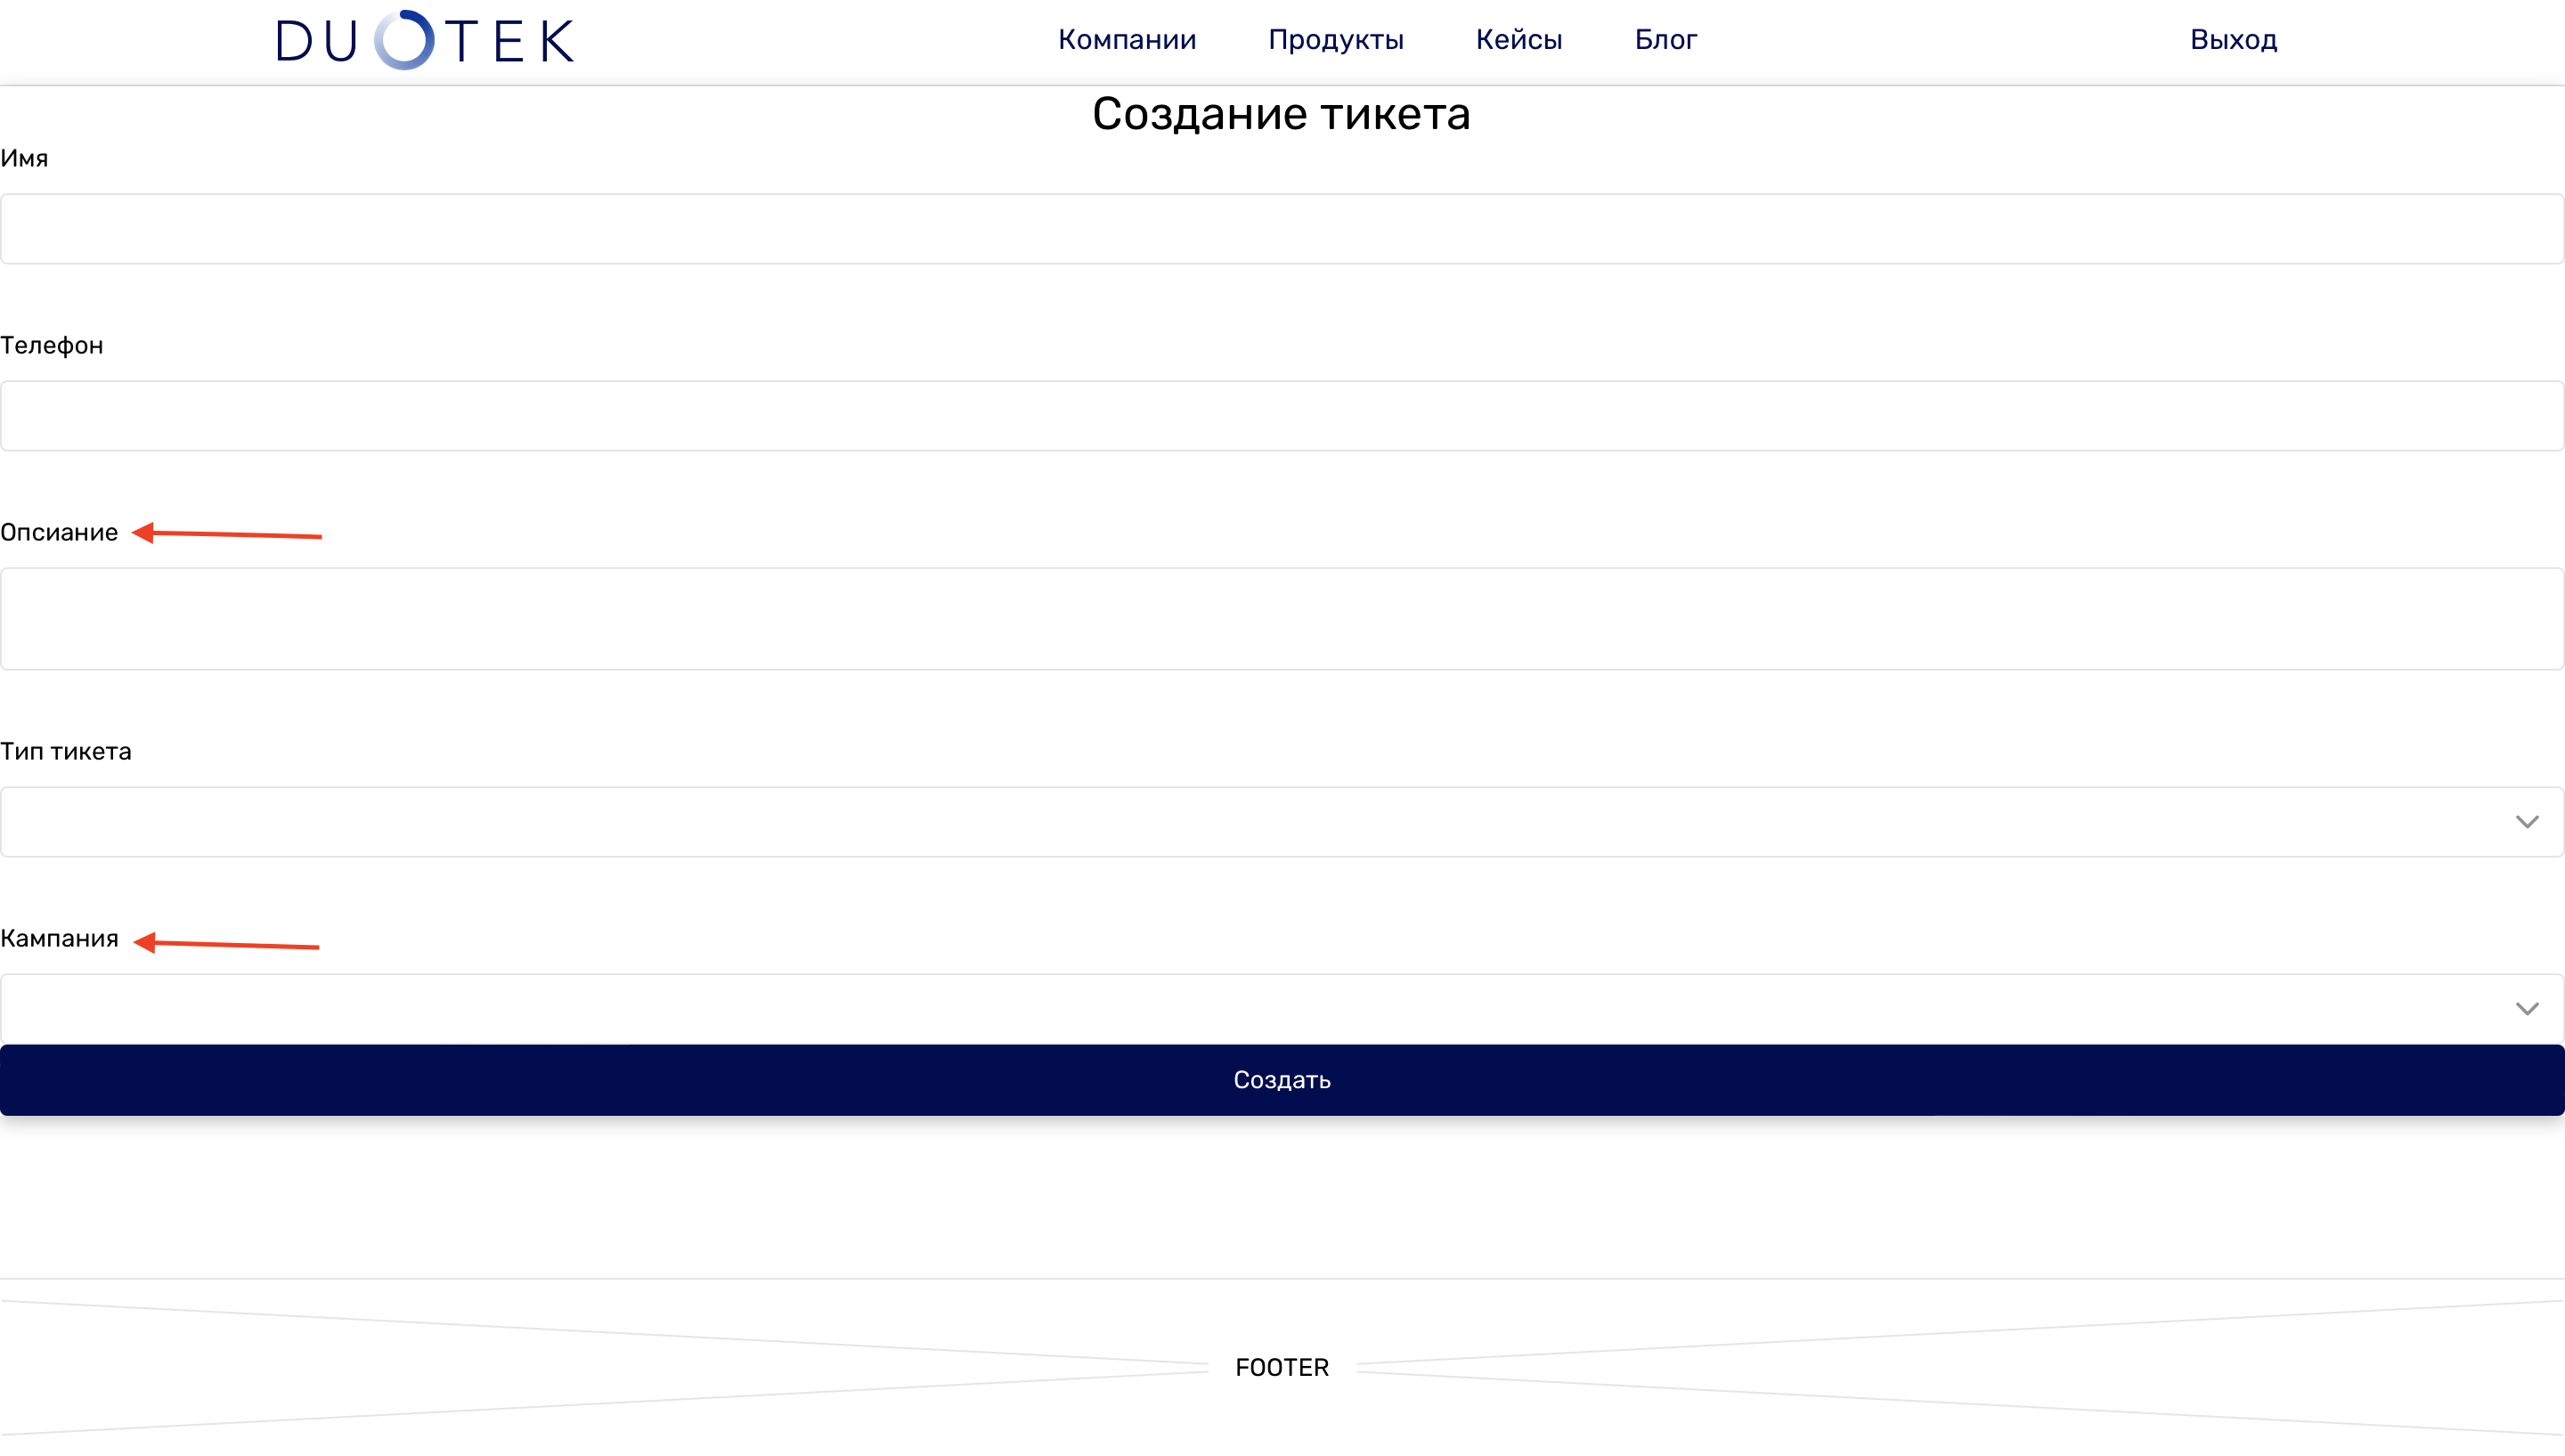 DUOTEK Компании Продукты Кейсы Блог Выход
Создание тикета
Имя
Телефон
Опсиание
Тип тикета
Кампания
Создать
FOOTER